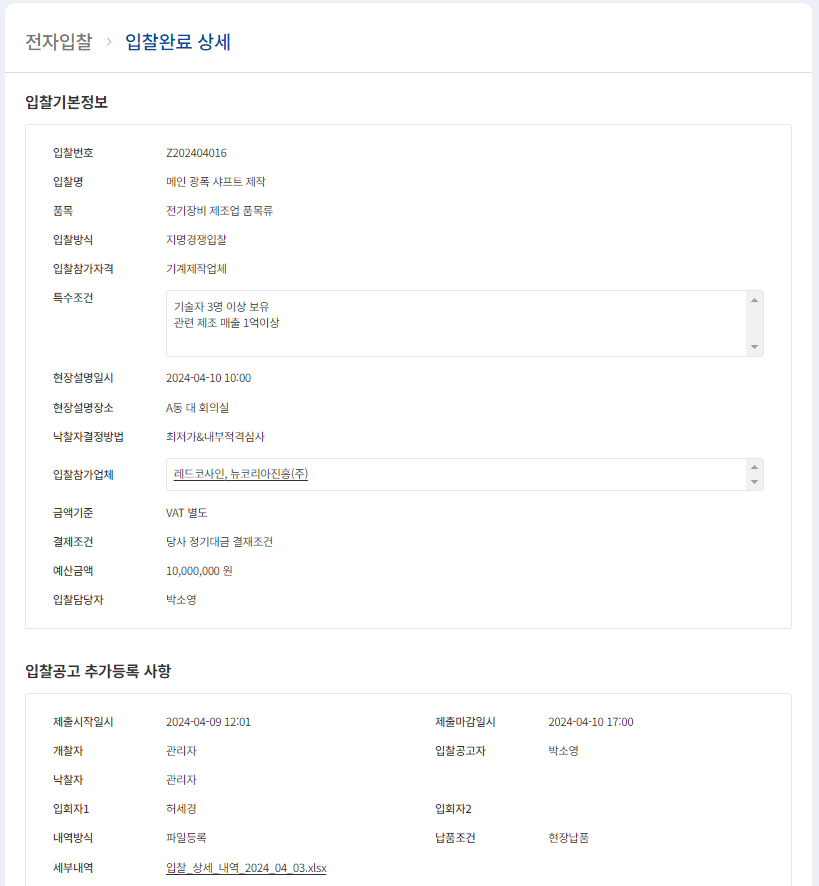 전자입찰 > 입찰완료 상세
입찰기본정보
입찰번호 Z202404016
입찰명 메인 광폭 샤프트 제작
품목 전기장비 제조업 품목류
입찰방식 지명경쟁입찰
입찰참가자격 기계제작업체
특수조건 기술자 3명 이상 보유
관련 제조 매출 1억이상
현장설명일시 2024-04-10 10:00
현장설명장소 A동 대 회의실
낙찰자결정방법 최저가&내부적격심사
입찰참가업체 레드코사인, 뉴코리아진흥(주)
금액기준 VAT 별도
결제조건 당사 정기대금 결재조건
예산금액 10,000,000 원
입찰담당자 박소영
입찰공고 추가등록 사항
제출시작일시 2024-04-09 12:01 제출마감일시 2024-04-10 17:00
개찰자 관리자 입찰공고자 박소영
낙찰자 관리자
입회자1 허세경 입회자2
내역방식 파일등록 납품조건 현장납품
세부내역 입찰_상세_내역_2024_04_03.xlsx